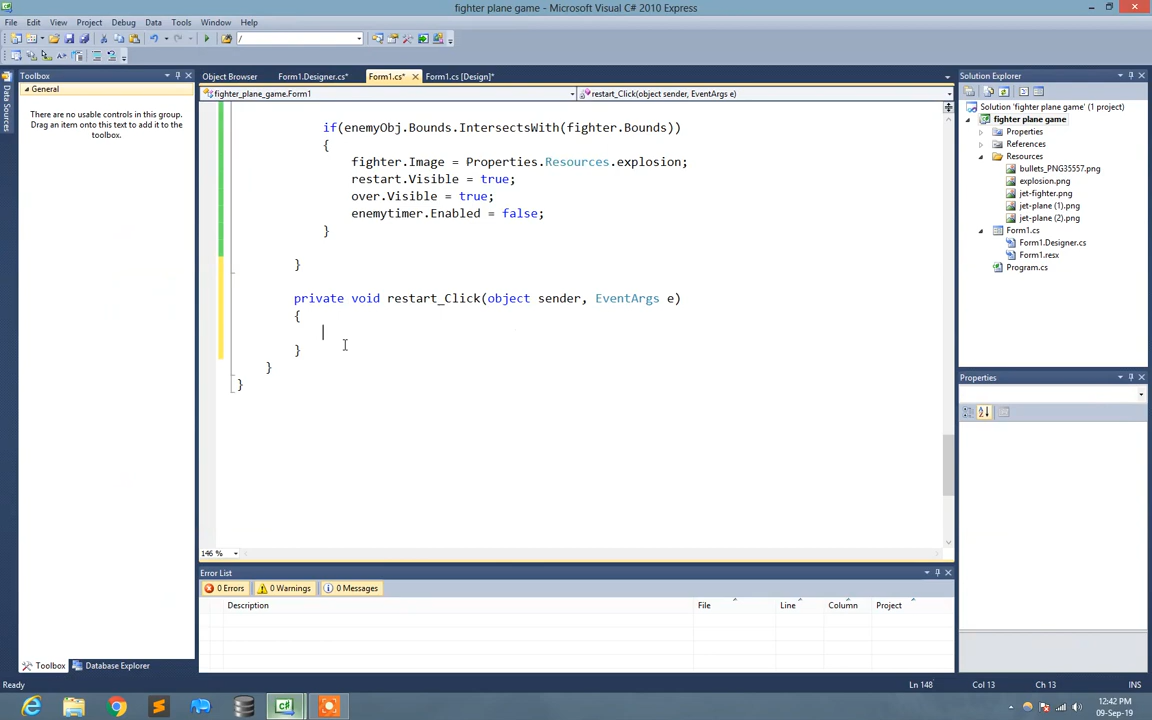 fighter plane game - Microsoft Visual C# 2010 Express
File Edit View Project Debug Data Tools Window Help
/
Toolbox
Object Browser Form1.Designer.cs* Form1.cs* Form1.cs [Design]*
Solution Explorer
General
fighter_plane_game.Form1
restart_Click(object sender, EventArgs e)
Data Sources
There are no usable controls in this group.
Drag an item onto this text to add it to the
toolbox.
if(enemyObj.Bounds.IntersectsWith(fighter.Bounds))
{
fighter.Image = Properties.Resources.explosion;
restart.Visible = true;
over.Visible = true;
enemytimer.Enabled = false;
}
}
private void restart_Click(object sender, EventArgs e)
{
}
}
}
Solution 'fighter plane game' (1 project)
fighter plane game
Properties
References
Resources
bullets_PNG35557.png
explosion.png
jet-fighter.png
jet-plane (1).png
jet-plane (2).png
Form1.cs
Form1.Designer.cs
Form1.resx
Program.cs
Properties
146 %
Error List
0 Errors 0 Warnings 0 Messages
Description File Line Column Project
Toolbox Database Explorer
Ready Ln 148 Col 13 Ch 13 INS
12:42 PM
09-Sep-19